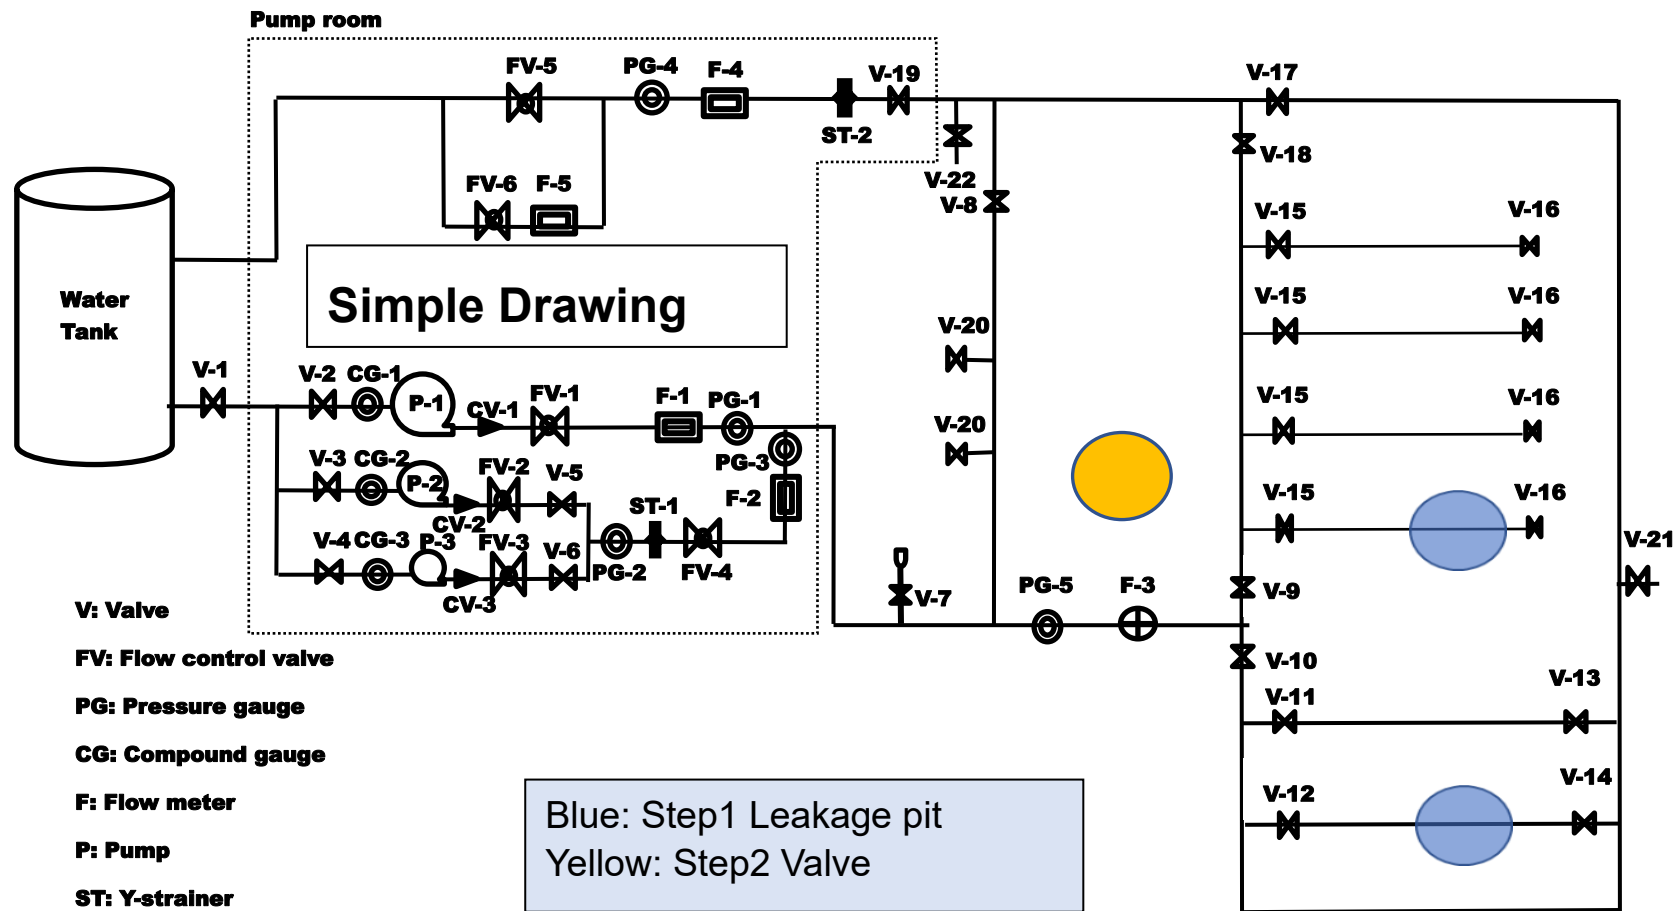 Pump room
FV-5
PG-4
F-4
V-19
V-17
ST-2
V-18
V-22
FV-6
F-5
V-8
V-15
V-16
Water
Tank
Simple Drawing
V-15
V-16
V-20
V-1
V-2
CG-1
P-1
CV-1
FV-1
F-1
PG-1
V-15
V-16
V-20
PG-3
V-3
CG-2
P-2
CV-2
FV-2
V-5
ST-1
F-2
V-15
V-16
V-4
CG-3
P-3
CV-3
FV-3
V-6
PG-2
FV-4
V-21
V-7
PG-5
F-3
V-9
V-10
V-11
V-13
V-12
V-14
V: Valve
FV: Flow control valve
PG: Pressure gauge
CG: Compound gauge
F: Flow meter
P: Pump
ST: Y-strainer
Blue: Step1 Leakage pit
Yellow: Step2 Valve